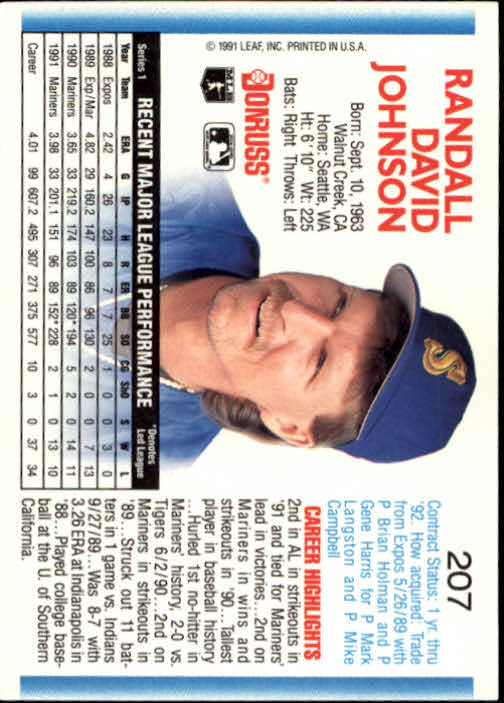 RANDALL
DAVID
JOHNSON
Born: Sept. 10, 1963
Walnut Creek, CA
Home: Seattle, WA
Ht: 6' 10" Wt: 225
Bats: Right Throws: Left
DONRUSS®
MLB
© 1991 LEAF, INC. PRINTED IN U.S.A.
S
207
Contract Status: 1 yr. thru
'92. How acquired: Trade
from Expos 5/26/89 with
P Brian Holman and P
Gene Harris for P Mark
Langston and P Mike
Campbell
CAREER HIGHLIGHTS
2nd in AL in strikeouts in
'91 and tied for Mariners'
lead in victories...2nd on
Mariners in wins and
strikeouts in '90...Tallest
player in baseball history
...Hurled 1st no-hitter in
Mariners' history, 2-0 vs.
Tigers 6/2/90...2nd on
Mariners in strikeouts in
'89...Struck out 11 bat-
ters in 1 game vs. Indians
9/27/89...Was 8-7 with
3.26 ERA at Indianapolis in
'88...Played college base-
ball at the U. of Southern
California.
Series 1 RECENT MAJOR LEAGUE PERFORMANCE *Denotes Led League
Year Team ERA G IP H R ER BB SO CG ShO S W L
1988 Expos 2.42 4 26 23 8 7 7 25 1 0 0 3 0
1989 Exp/Mar 4.82 29 160.2 147 100 86 96 130 2 0 0 7 13
1990 Mariners 3.65 33 219.2 174 103 89 120* 194 5 2 0 14 11
1991 Mariners 3.98 33 201.1 151 96 89 152* 228 2 1 0 13 10
Career 4.01 99 607.2 495 307 271 375 577 10 3 0 37 34